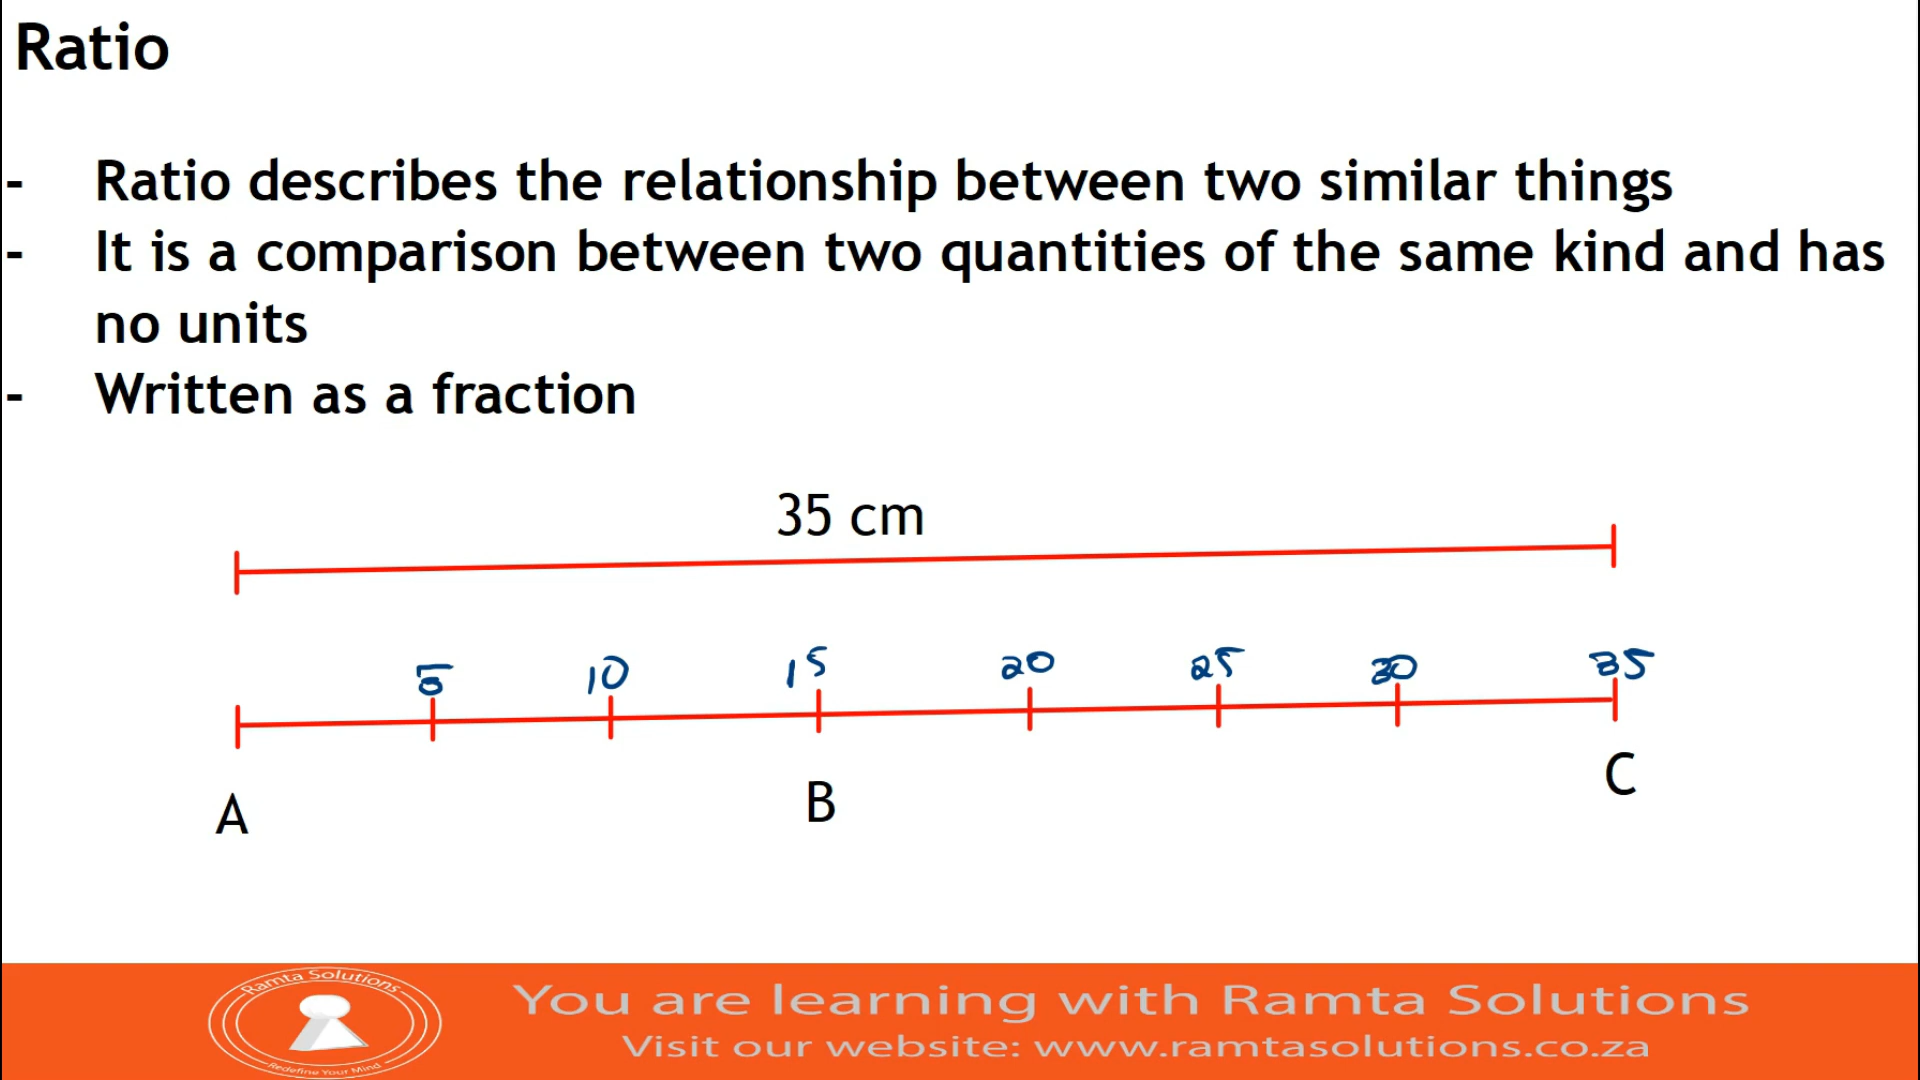 Ratio
- Ratio describes the relationship between two similar things
- It is a comparison between two quantities of the same kind and has
no units
- Written as a fraction
35 cm
5 10 15 20 25 30 35
A B C
Ramta Solutions
Redefine Your Mind
You are learning with Ramta Solutions
Visit our website: www.ramtasolutions.co.za